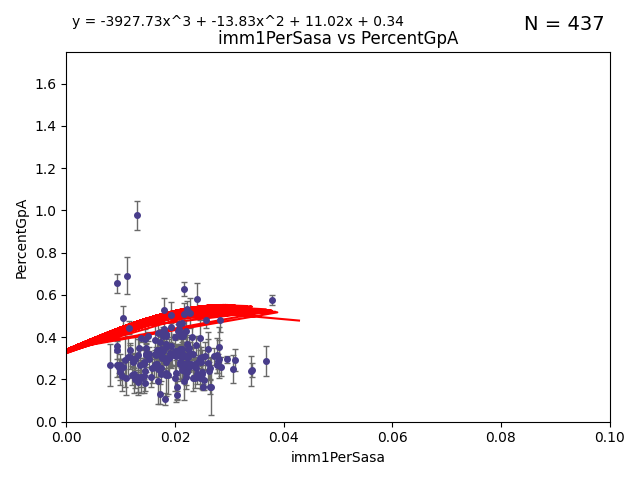 y = -3927.73x^3 + -13.83x^2 + 11.02x + 0.34
N = 437
imm1PerSasa vs PercentGpA
PercentGpA
1.6
1.4
1.2
1.0
0.8
0.6
0.4
0.2
0.0
0.00 0.02 0.04 0.06 0.08 0.10
imm1PerSasa